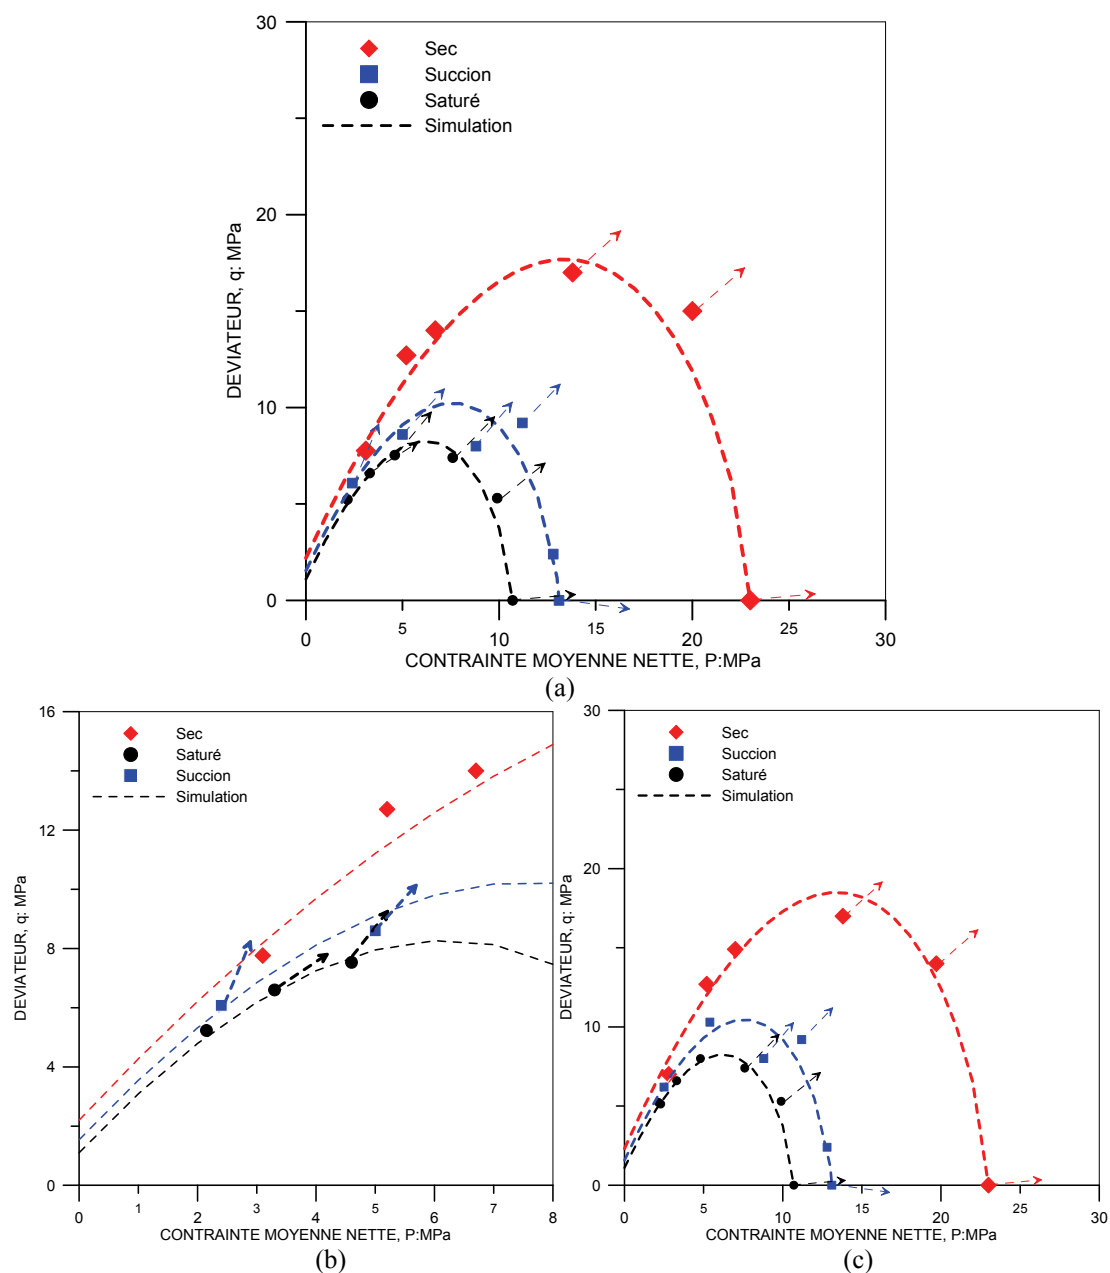 30
Sec
Succion
Saturé
Simulation
20
DEVIATEUR, q: MPa
10
0
0 5 10 15 20 25 30
CONTRAINTE MOYENNE NETTE, P:MPa
(a)
16
Sec
Saturé
Succion
Simulation
12
DEVIATEUR, q: MPa
8
4
0
0 1 2 3 4 5 6 7 8
CONTRAINTE MOYENNE NETTE, P:MPa
(b)
30
Sec
Succion
Saturé
Simulation
20
DEVIATEUR, q: MPa
10
0
0 5 10 15 20 25 30
CONTRAINTE MOYENNE NETTE, P:MPa
(c)